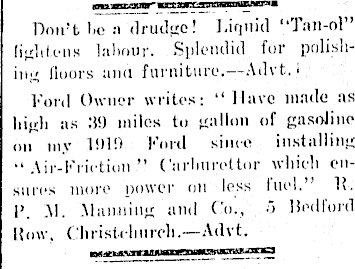 Don't be a drudge! Liquid "Tan-ol"
lightens labour. Splendid for polish-
ing floors and furniture.—Advt.
Ford Owner writes: "Have made as
high as 39 miles to gallon of gasoline
on my 1919 Ford since installing
"Air-Friction" Carburettor which en-
sures more power on less fuel." R.
P. M. Manning and Co., 5 Bedford
Row, Christchurch.—Advt.